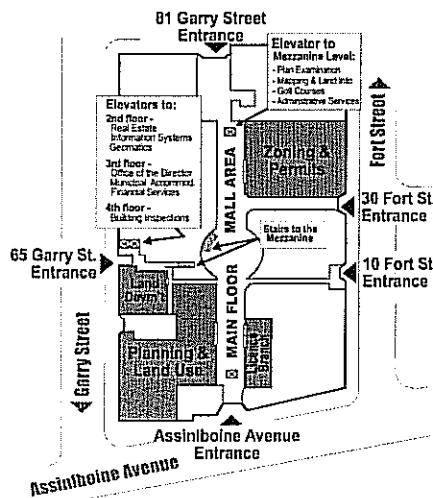 81 Garry Street
Entrance
Elevator to
Mezzanine Level:
- Plan Examination
- Mapping & Land Info
- Golf Courses
- Administrative Services
Elevators to:
2nd floor -
Real Estate
Information Systems
Geomatics
3rd floor -
Office of the Director
Municipal Accommod.
Financial Services
4th floor -
Building Inspections
MALL AREA
Zoning &
Permits
Fort Street
30 Fort St.
Entrance
Stairs to the
Mezzanine
65 Garry St.
Entrance
10 Fort St.
Entrance
Land
Dev'mt
MAIN FLOOR
Planning &
Land Use
Licence
Branch
Garry Street
Assiniboine Avenue
Entrance
Assiniboine Avenue